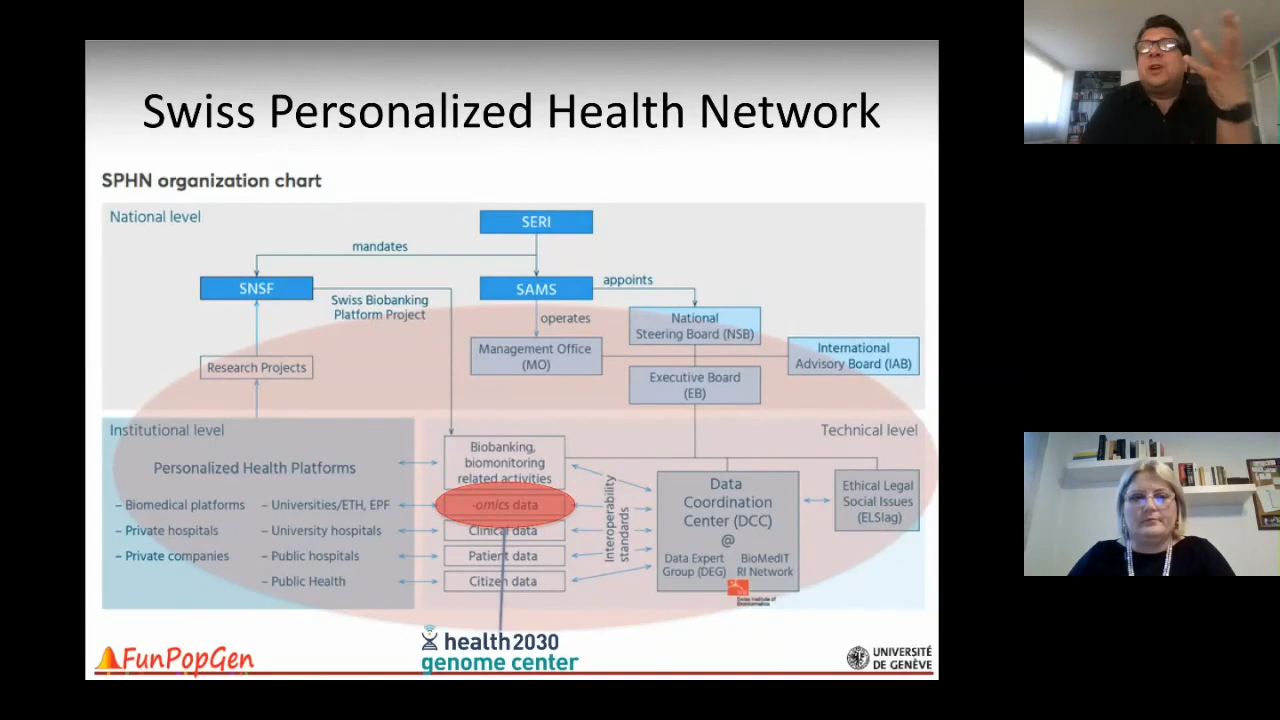 Swiss Personalized Health Network
SPHN organization chart
National level
SERI
mandates
SNSF
SAMS
appoints
Swiss Biobanking
Platform Project
operates
National
Steering Board (NSB)
Management Office
(MO)
International
Advisory Board (IAB)
Research Projects
Executive Board
(EB)
Institutional level
Technical level
Personalized Health Platforms
– Biomedical platforms
– Private hospitals
– Private companies
– Universities/ETH, EPF
– University hospitals
– Public hospitals
– Public Health
Biobanking,
biomonitoring
related activities
-omics data
Clinical data
Patient data
Citizen data
Interoperability
standards
Data
Coordination
Center (DCC)
@
Data Expert
Group (DEG)
BioMedIT
RI Network
Swiss Institute of
Bioinformatics
Ethical Legal
Social Issues
(ELSIag)
FunPopGen
health2030
genome center
UNIVERSITÉ
DE GENÈVE